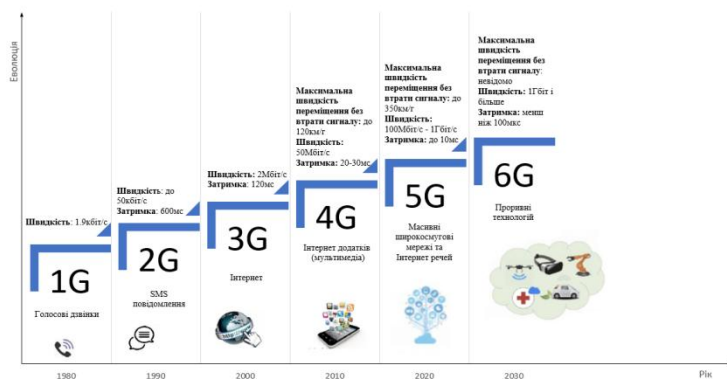 Еволюція
Швидкість: 1.9кбіт/с
1G
Голосові дзвінки
Швидкість: до
50кбіт/с
Затримка: 600мс
2G
SMS
повідомлення
Швидкість: 2Мбіт/с
Затримка: 120мс
3G
Інтернет
Максимальна
швидкість
переміщення без
втрати сигналу: до
120км/г
Швидкість:
50Мбіт/с
Затримка: 20-30мс
4G
Інтернет додатків
(мультимедіа)
Максимальна
швидкість
переміщення без
втрати сигналу: до
350км/г
Швидкість:
100Мбіт/с - 1Гбіт/с
Затримка: до 10мс
5G
Масивні
широкосмугові
мережі та
Інтернет речей
Максимальна
швидкість
переміщення без
втрати сигналу:
невідомо
Швидкість: 1Гбіт і
більше
Затримка: менш
ніж 100мкс
6G
Проривні
технологій
1980
1990
2000
2010
2020
2030
Рік